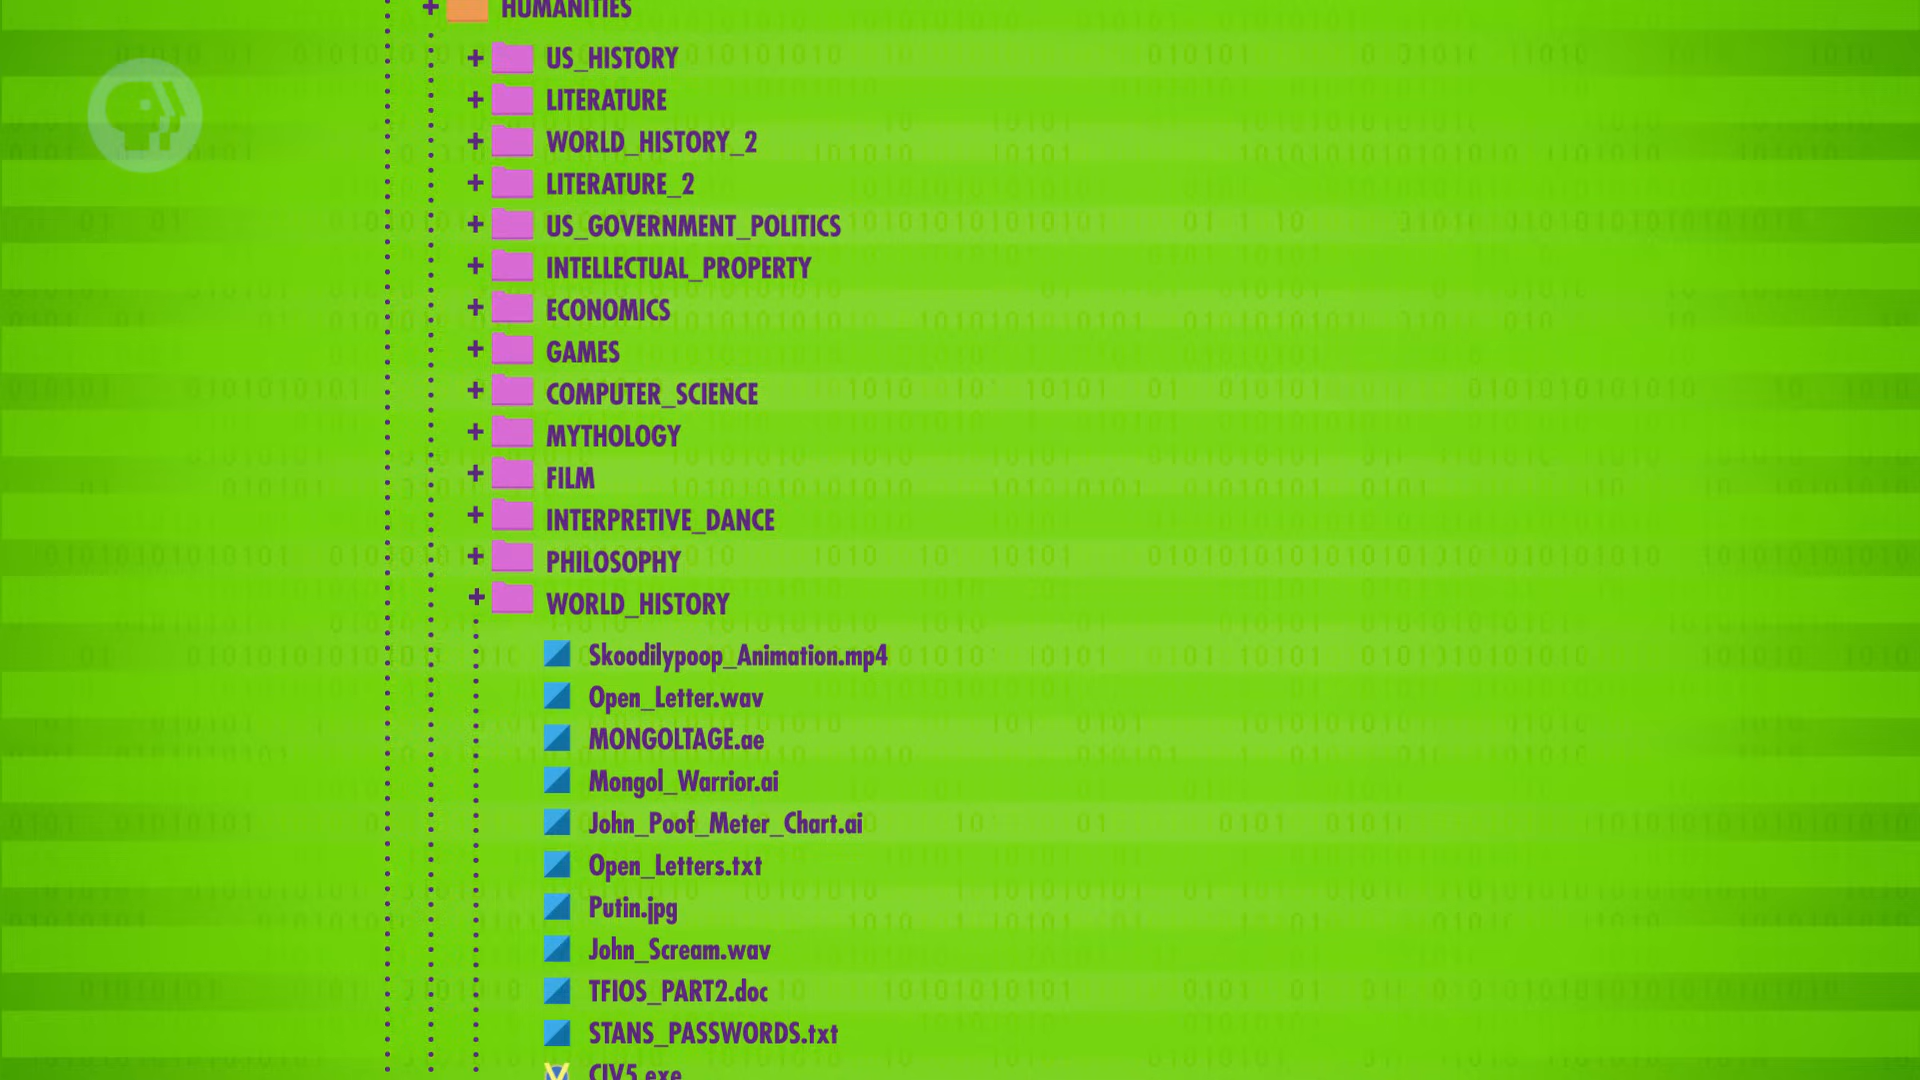 HUMANITIES
US_HISTORY
LITERATURE
WORLD_HISTORY_2
LITERATURE_2
US_GOVERNMENT_POLITICS
INTELLECTUAL_PROPERTY
ECONOMICS
GAMES
COMPUTER_SCIENCE
MYTHOLOGY
FILM
INTERPRETIVE_DANCE
PHILOSOPHY
WORLD_HISTORY
Skoodilypoop_Animation.mp4
Open_Letter.wav
MONGOLTAGE.ae
Mongol_Warrior.ai
John_Poof_Meter_Chart.ai
Open_Letters.txt
Putin.jpg
John_Scream.wav
TFIOS_PART2.doc
STANS_PASSWORDS.txt
CIV5.exe